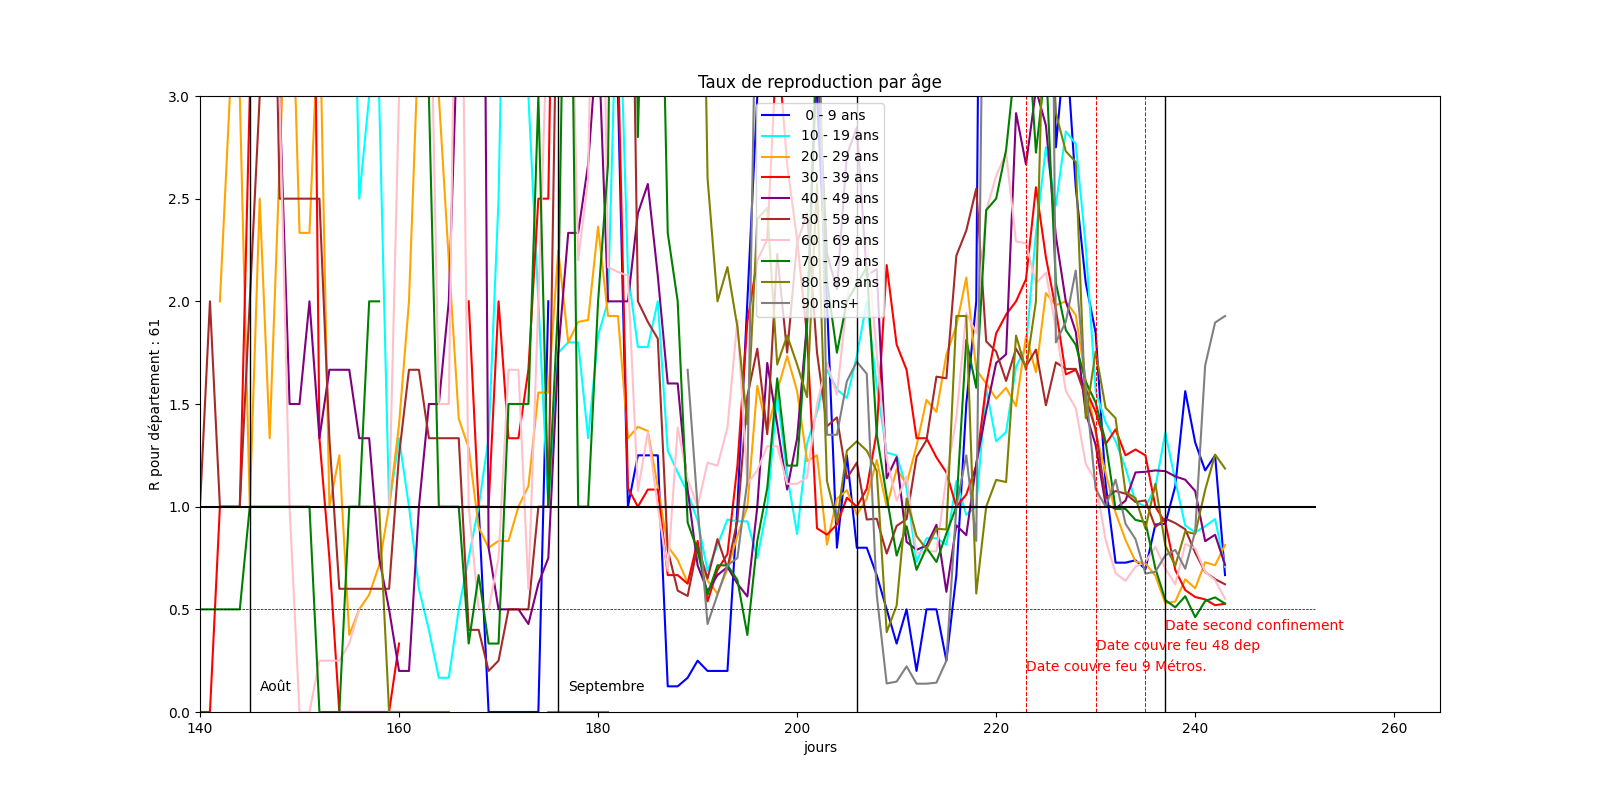 Taux de reproduction par âge
3.0
2.5
2.0
1.5
1.0
0.5
0.0
R pour département : 61
0 - 9 ans
10 - 19 ans
20 - 29 ans
30 - 39 ans
40 - 49 ans
50 - 59 ans
60 - 69 ans
70 - 79 ans
80 - 89 ans
90 ans+
Date second confinement
Date couvre feu 48 dep
Date couvre feu 9 Métros.
Août
Septembre
140
160
180
200
220
240
260
jours